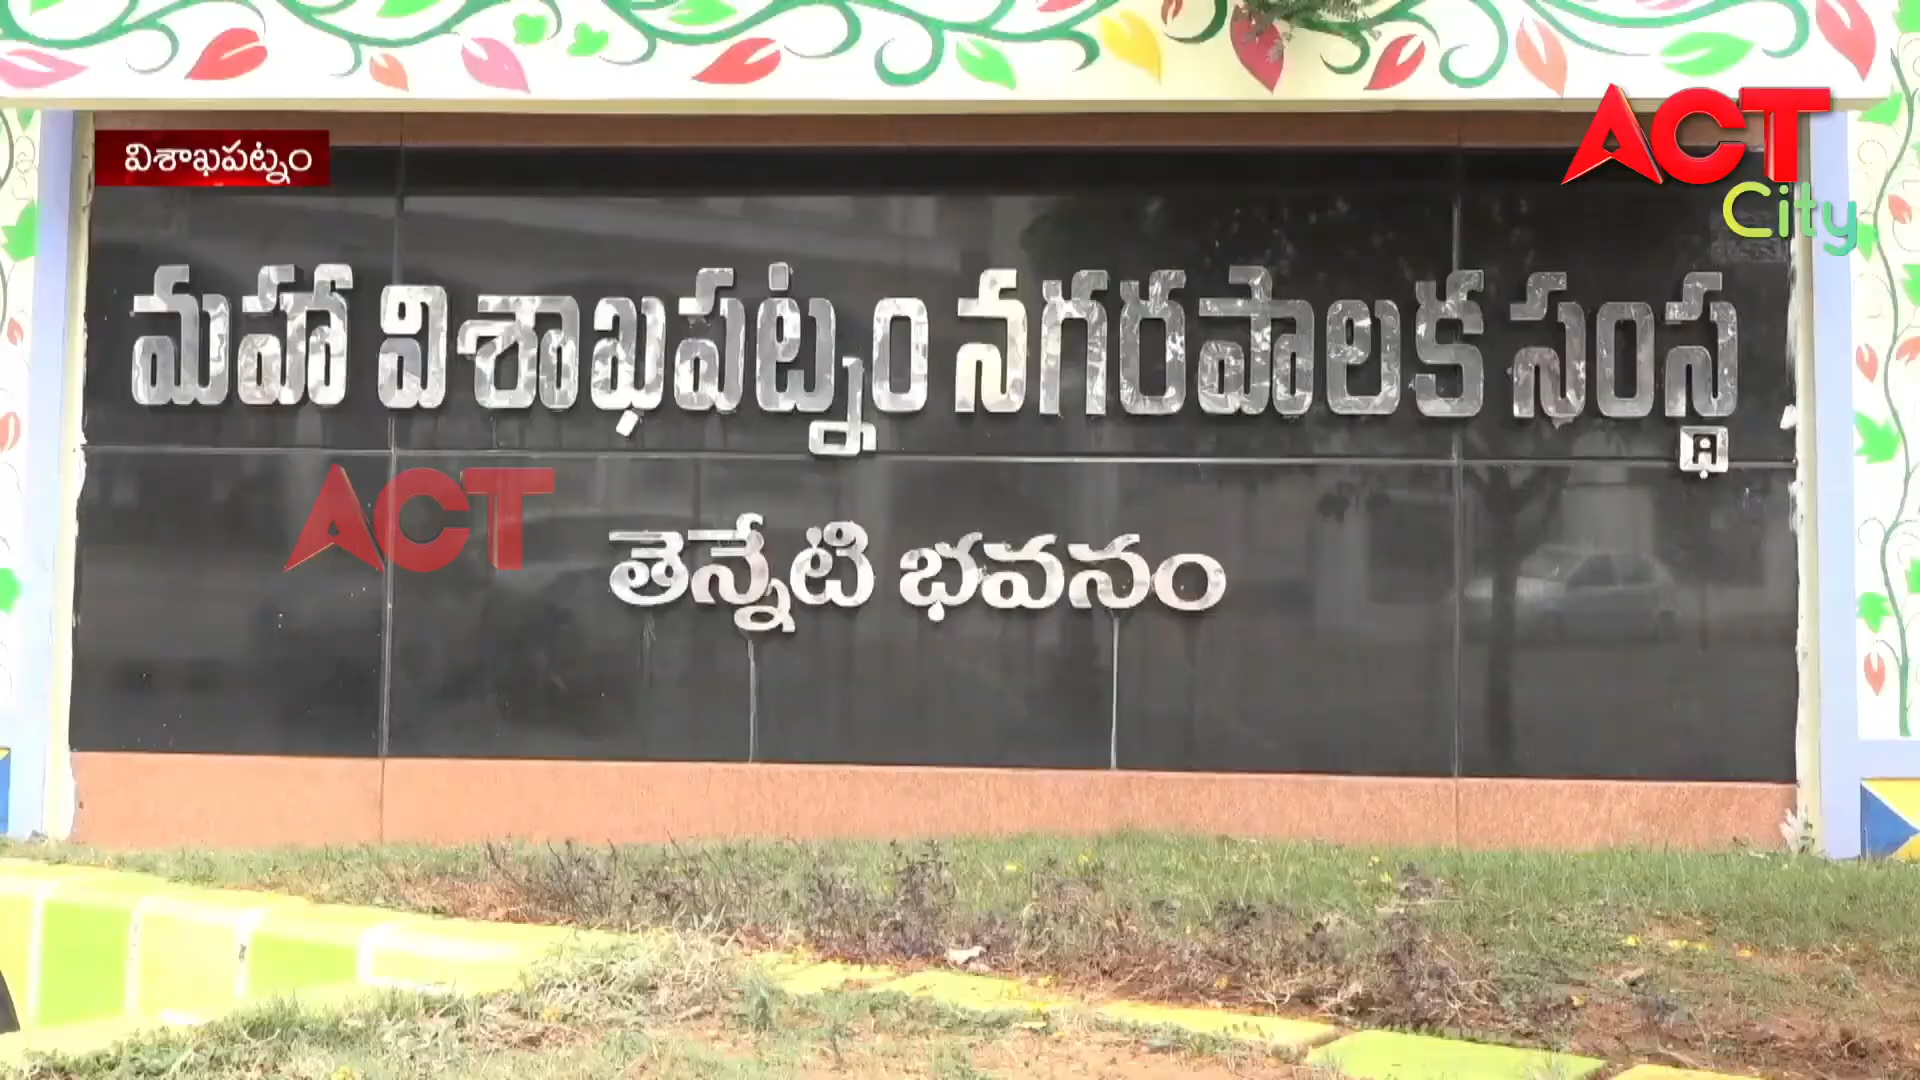 విశాఖపట్నం
ACT
City
మహా విశాఖపట్నం నగరపాలక సంస్థ
ACT
తెన్నేటి భవనం